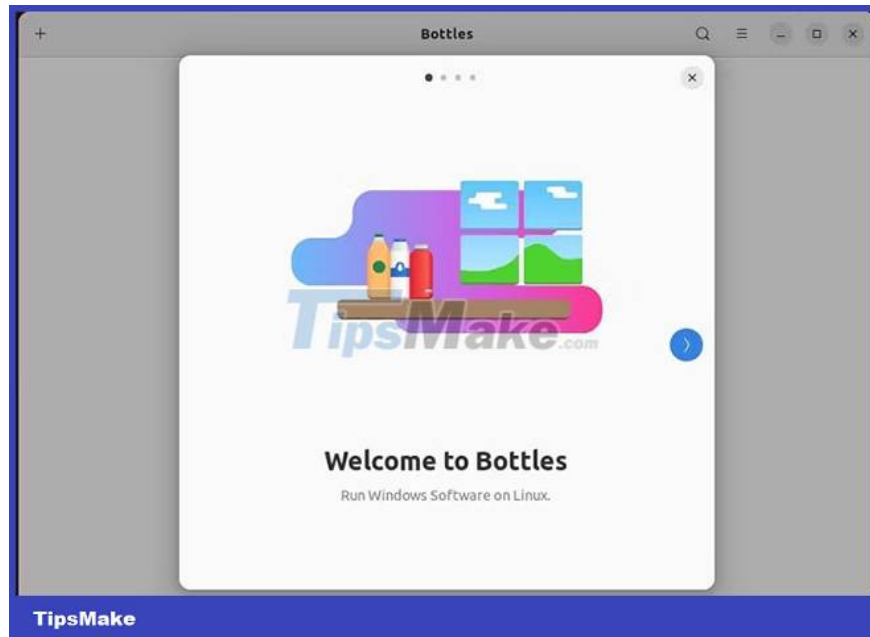 Bottles
TipsMake.com
Welcome to Bottles
Run Windows Software on Linux.
TipsMake